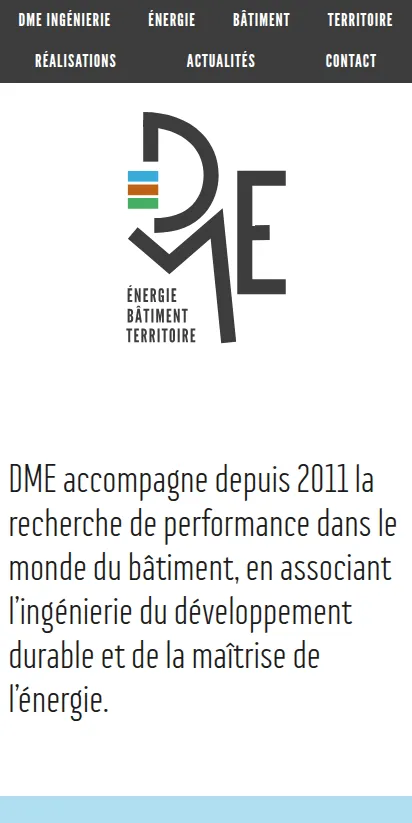 DME INGÉNIERIE ÉNERGIE BÂTIMENT TERRITOIRE
RÉALISATIONS ACTUALITÉS CONTACT
DME
ÉNERGIE
BÂTIMENT
TERRITOIRE
DME accompagne depuis 2011 la
recherche de performance dans le
monde du bâtiment, en associant
l'ingénierie du développement
durable et de la maîtrise de
l'énergie.